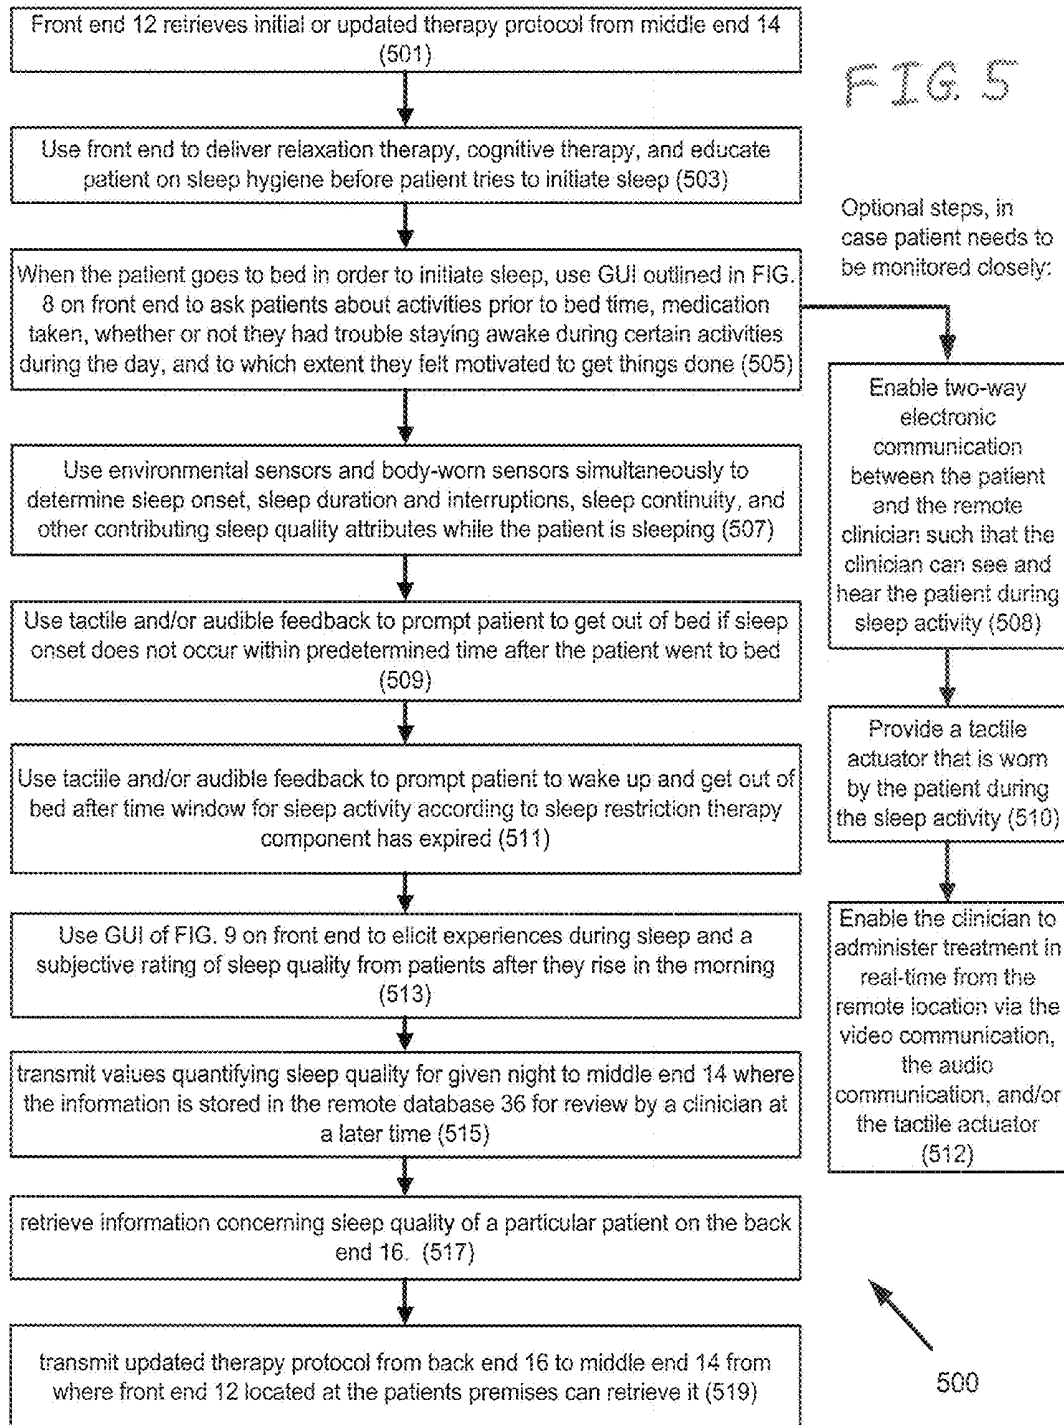 Front end 12 retrieves initial or updated therapy protocol from middle end 14
(501)
FIG. 5
Use front end to deliver relaxation therapy, cognitive therapy, and educate
patient on sleep hygiene before patient tries to initiate sleep (503)
Optional steps, in
case patient needs to
be monitored closely:
When the patient goes to bed in order to initiate sleep, use GUI outlined in FIG.
8 on front end to ask patients about activities prior to bed time, medication
taken, whether or not they had trouble staying awake during certain activities
during the day, and to which extent they felt motivated to get things done (505)
Use environmental sensors and body-worn sensors simultaneously to
determine sleep onset, sleep duration and interruptions, sleep continuity, and
other contributing sleep quality attributes while the patient is sleeping (507)
Use tactile and/or audible feedback to prompt patient to get out of bed if sleep
onset does not occur within predetermined time after the patient went to bed
(509)
Use tactile and/or audible feedback to prompt patient to wake up and get out of
bed after time window for sleep activity according to sleep restriction therapy
component has expired (511)
Use GUI of FIG. 9 on front end to elicit experiences during sleep and a
subjective rating of sleep quality from patients after they rise in the morning
(513)
transmit values quantifying sleep quality for given night to middle end 14 where
the information is stored in the remote database 36 for review by a clinician at
a later time (515)
retrieve information concerning sleep quality of a particular patient on the back
end 16. (517)
transmit updated therapy protocol from back end 16 to middle end 14 from
where front end 12 located at the patients premises can retrieve it (519)
Enable two-way
electronic
communication
between the patient
and the remote
clinician such that the
clinician can see and
hear the patient during
sleep activity (508)
Provide a tactile
actuator that is worn
by the patient during
the sleep activity (510)
Enable the clinician to
administer treatment in
real-time from the
remote location via the
video communication,
the audio
communication, and/or
the tactile actuator
(512)
500